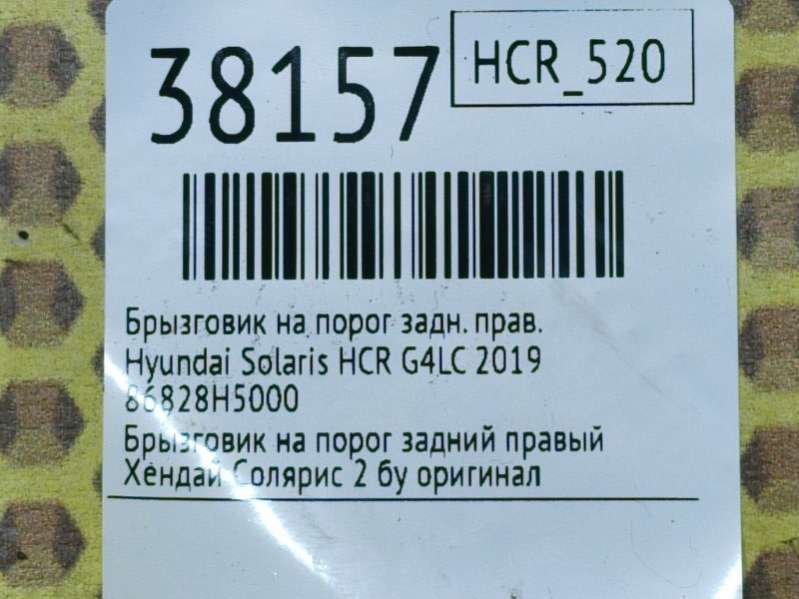 38157
HCR_520
Брызговик на порог задн. прав.
Hyundai Solaris HCR G4LC 2019
86828H5000
Брызговик на порог задний правый
Хендай Солярис 2 бу оригинал